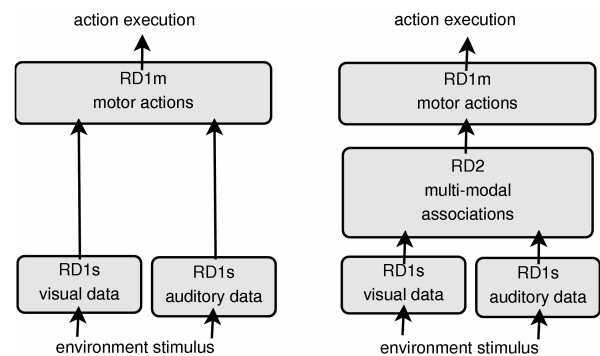 action execution
RD1m
motor actions
RD1s
visual data
RD1s
auditory data
environment stimulus
action execution
RD1m
motor actions
RD2
multi-modal
associations
RD1s
visual data
RD1s
auditory data
environment stimulus